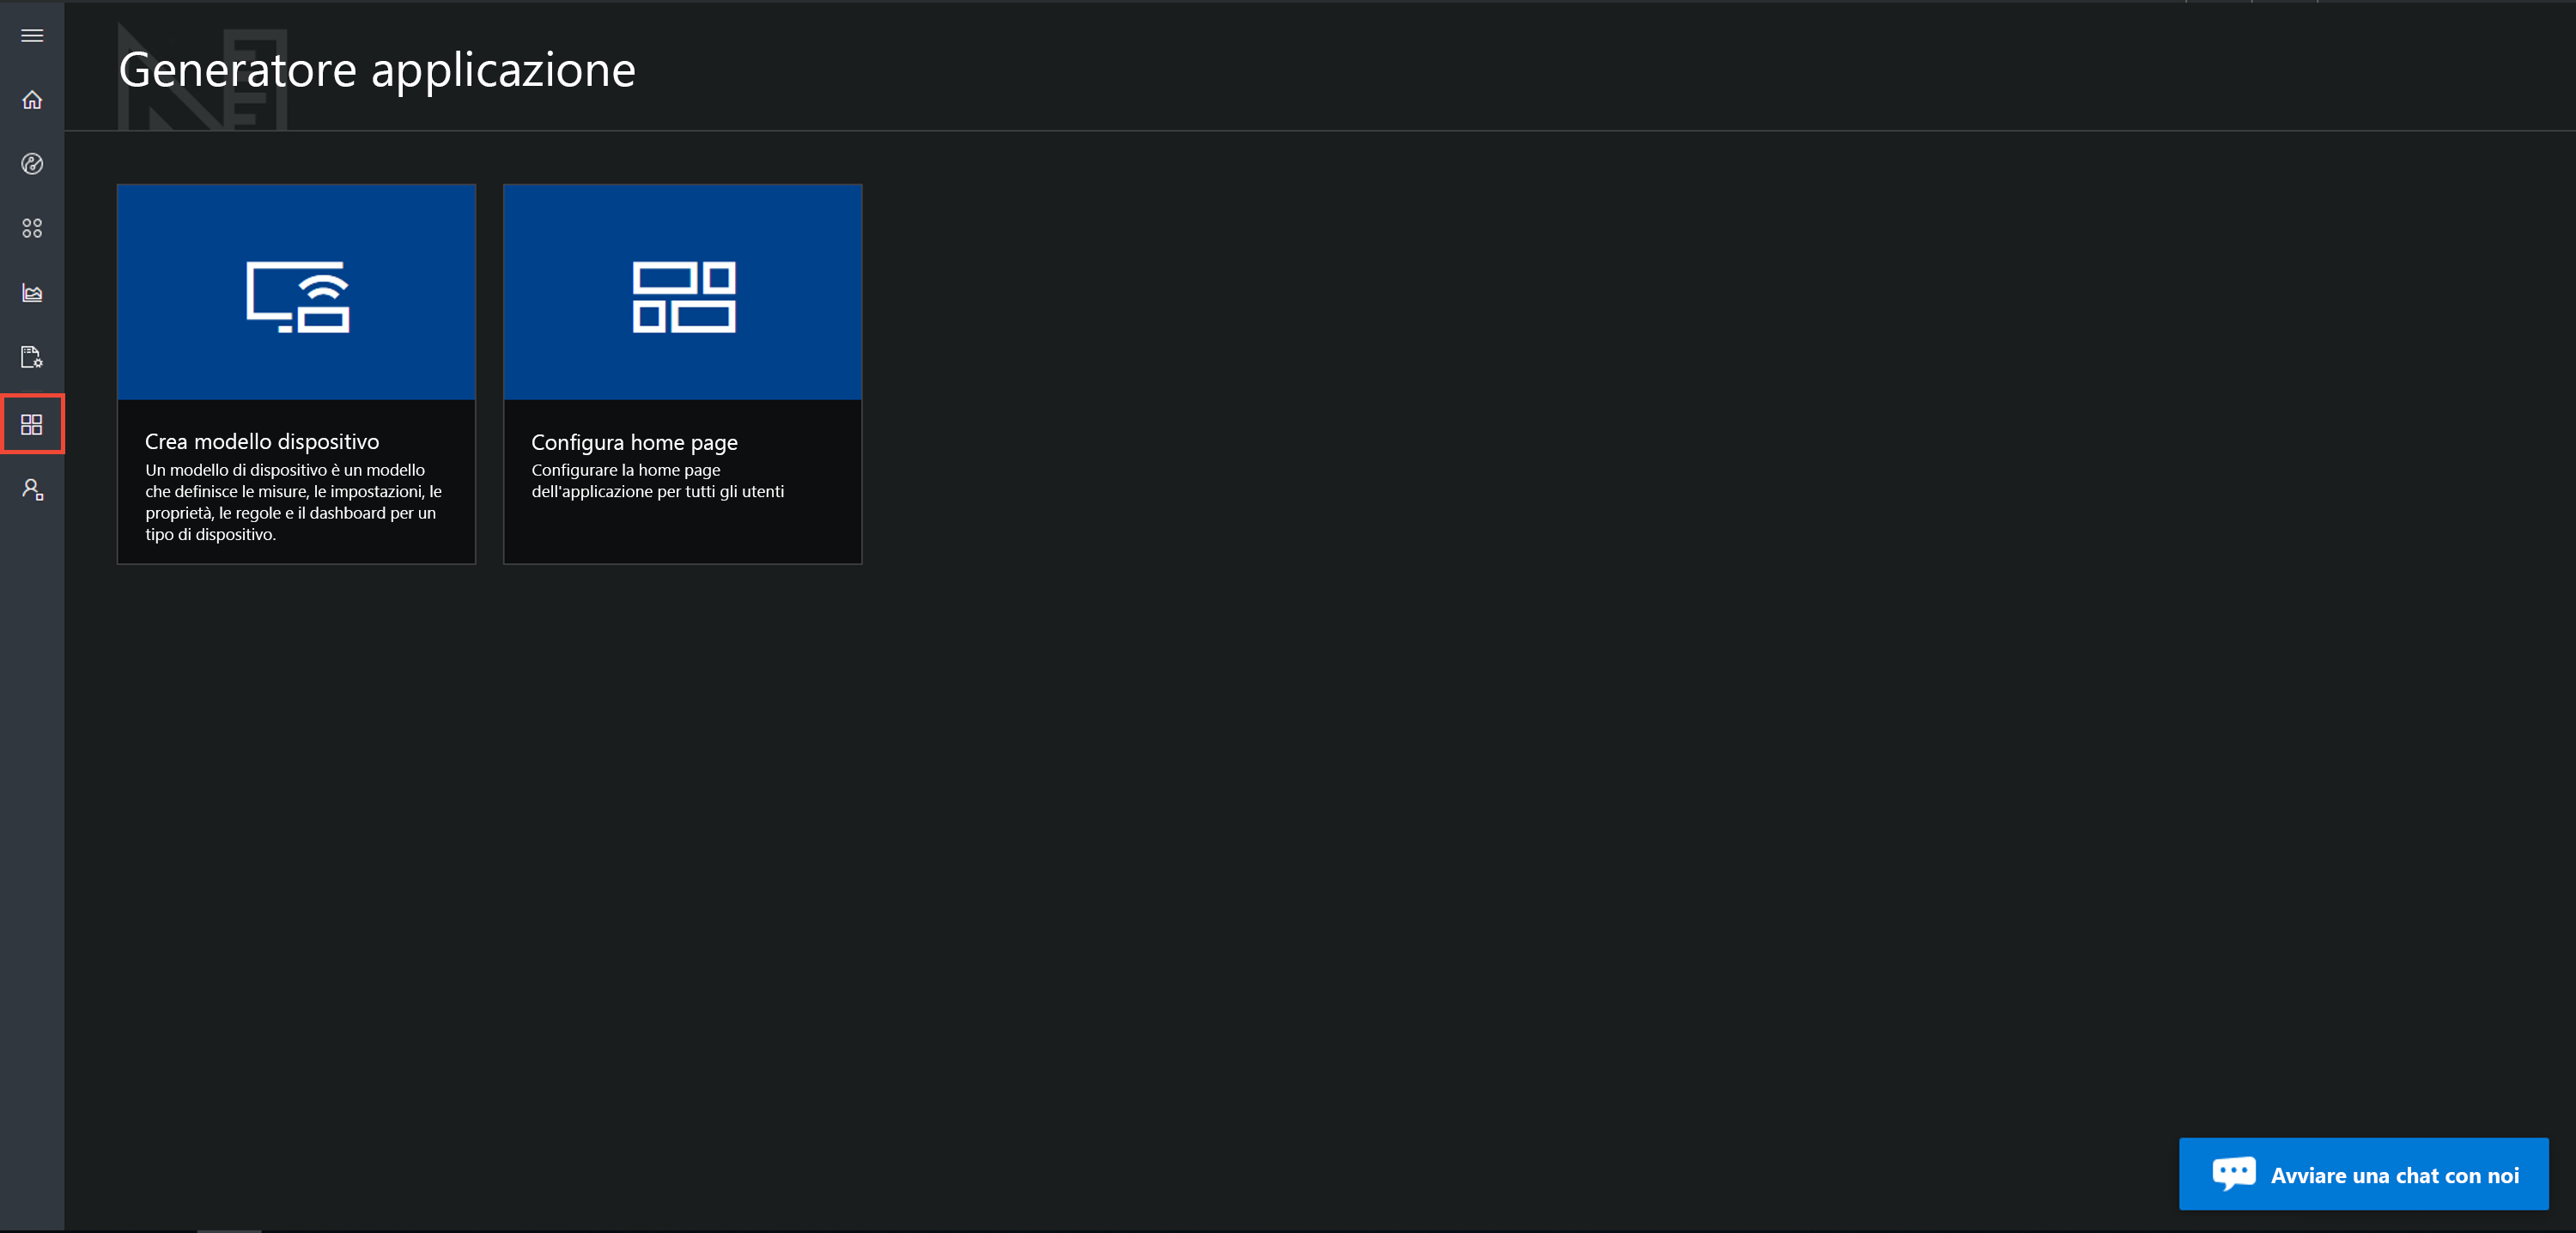 Generatore applicazione
Crea modello dispositivo
Un modello di dispositivo è un modello
che definisce le misure, le impostazioni, le
proprietà, le regole e il dashboard per un
tipo di dispositivo.
Configura home page
Configurare la home page
dell'applicazione per tutti gli utenti
Avviare una chat con noi